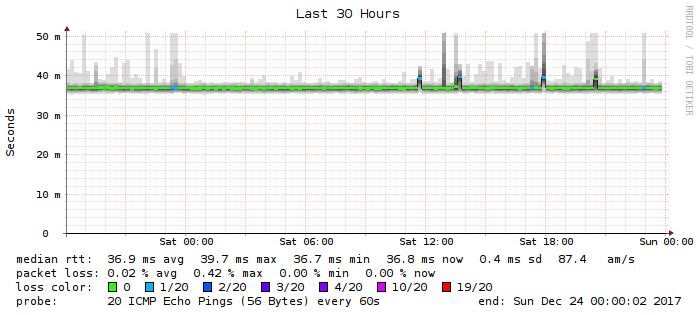 Last 30 Hours
RRDTOOL / TOBI OETIKER
Seconds
50 m
40 m
30 m
20 m
10 m
0
Sat 00:00 Sat 06:00 Sat 12:00 Sat 18:00 Sun 00:00
median rtt: 36.9 ms avg 39.7 ms max 36.7 ms min 36.8 ms now 0.4 ms sd 87.4 am/s
packet loss: 0.02 % avg 0.42 % max 0.00 % min 0.00 % now
loss color: 0 1/20 2/20 3/20 4/20 10/20 19/20
probe: 20 ICMP Echo Pings (56 Bytes) every 60s end: Sun Dec 24 00:00:02 2017